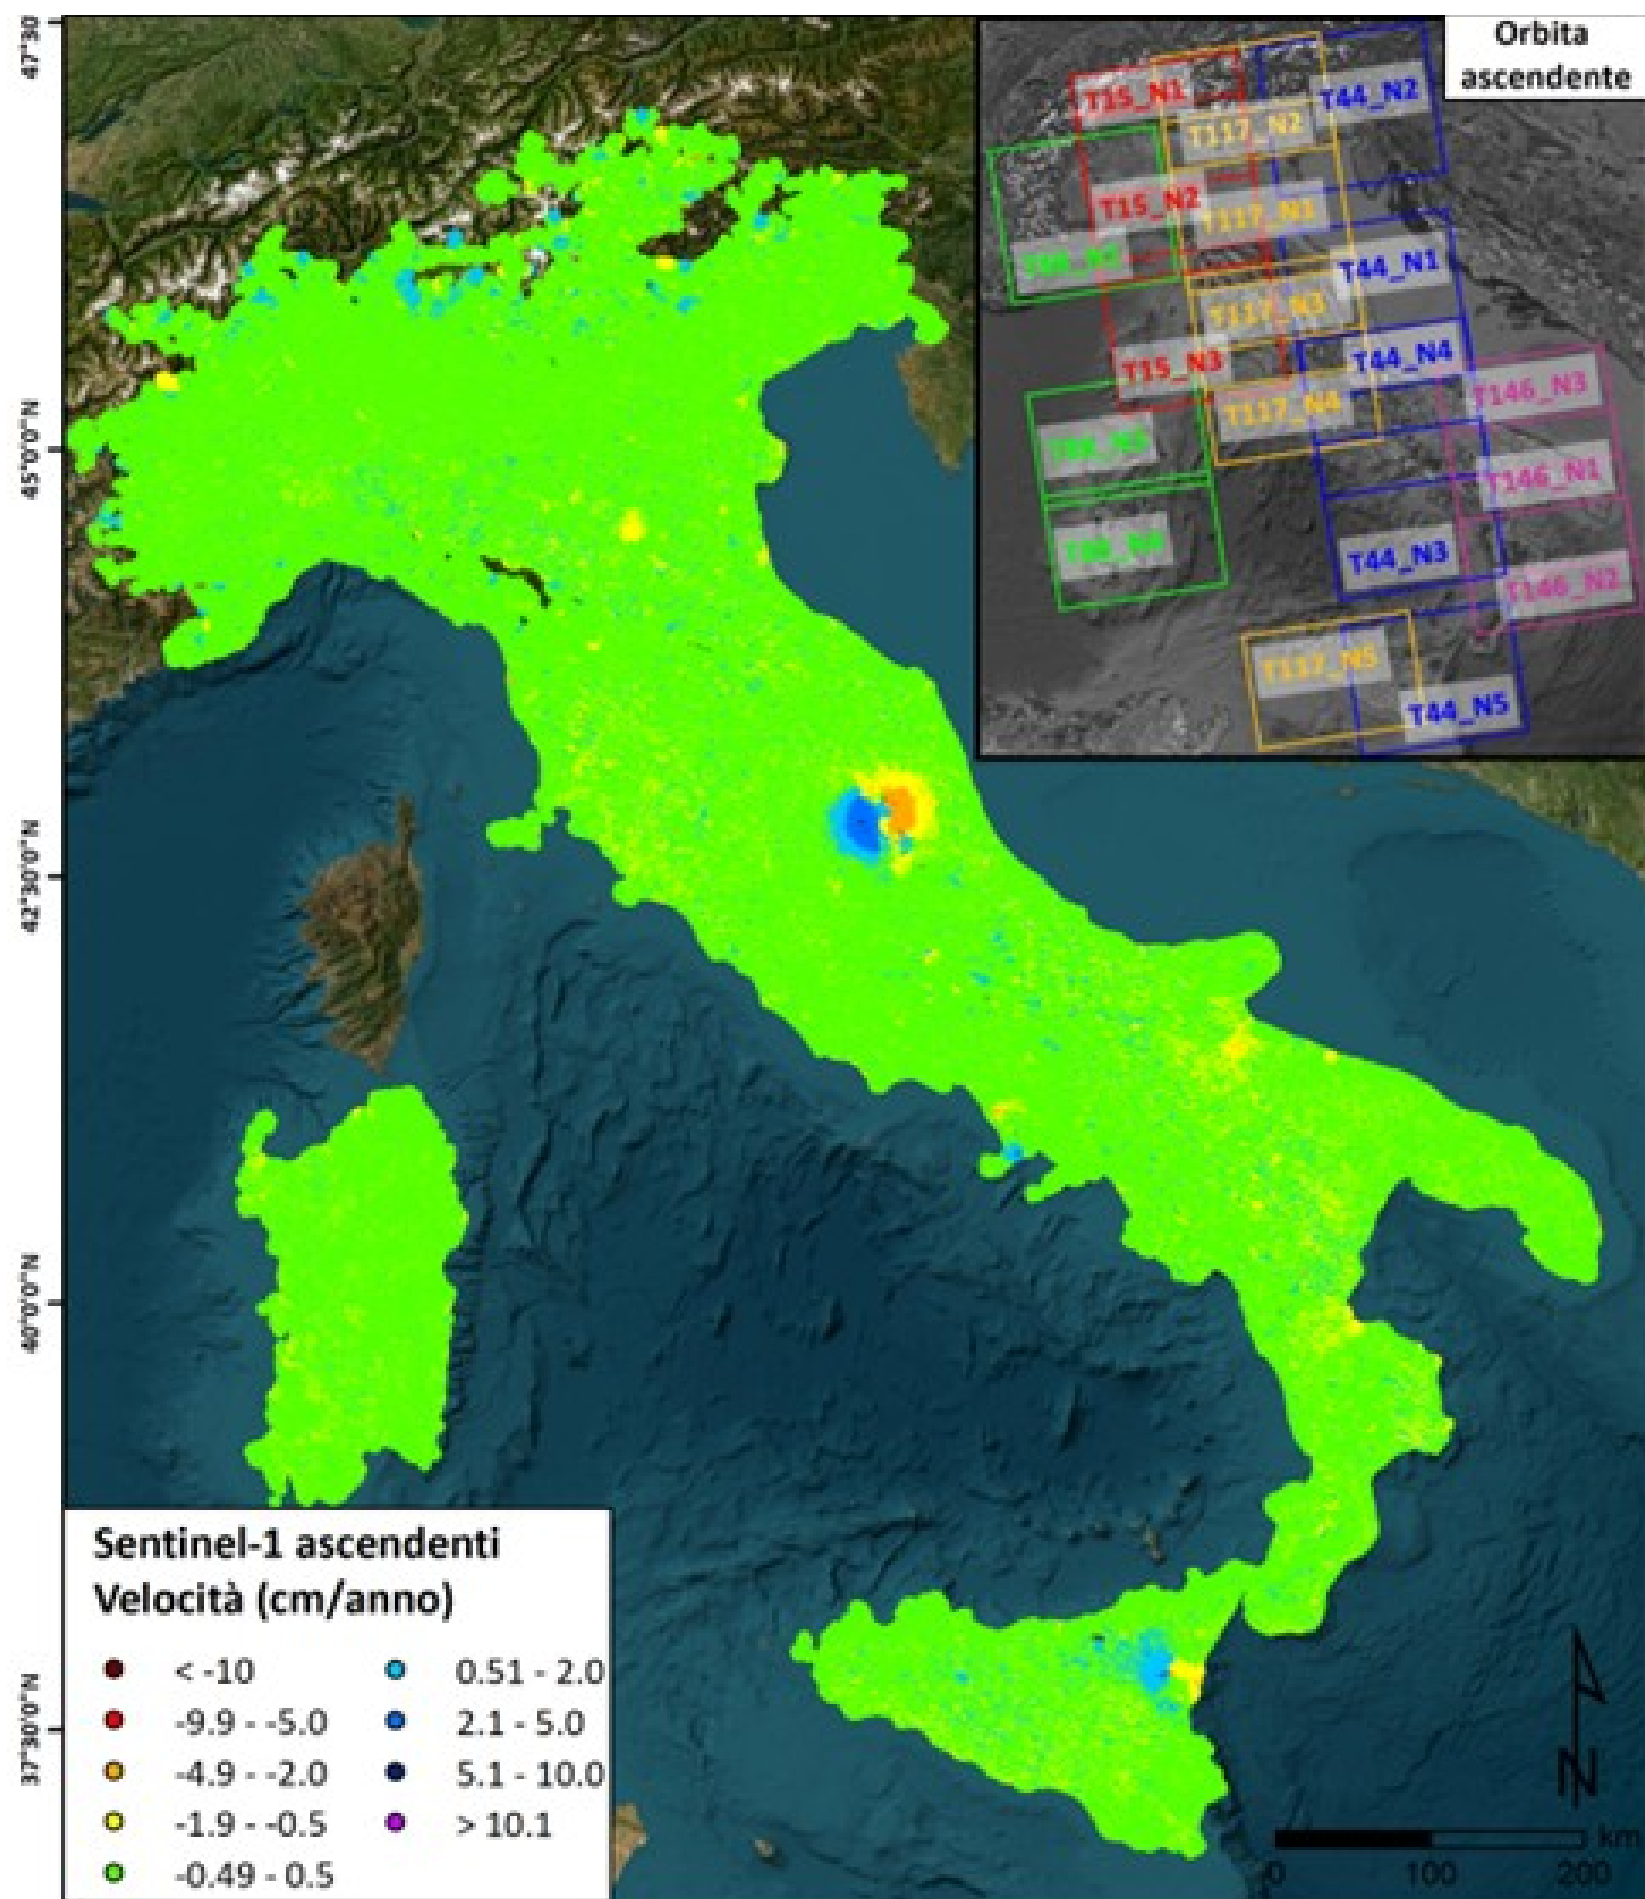 47°30
45°0'0"N
42°30'0"N
40°0'0"N
37°30'0"N
Orbita
ascendente
T15_N1
T44_N2
T117_N2
T15_N2
T117_N1
T44_N1
T117_N3
T15_N3
T44_N4
T146_N3
T117_N4
T146_N1
T44_N3
T146_N2
T117_N5
T44_N5
Sentinel-1 ascendenti
Velocità (cm/anno)
< -10
-9.9 - -5.0
-4.9 - -2.0
-1.9 - -0.5
-0.49 - 0.5
0.51 - 2.0
2.1 - 5.0
5.1 - 10.0
> 10.1
N
km
0 100 200